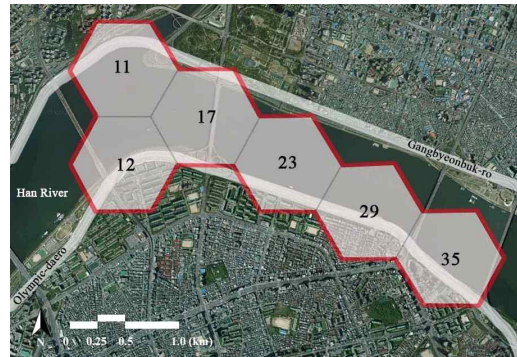 11
17
12
23
Gangbyeonbuk-ro
Han River
29
Olympic-daero
35
N
0 0.25 0.5 1.0 (km)